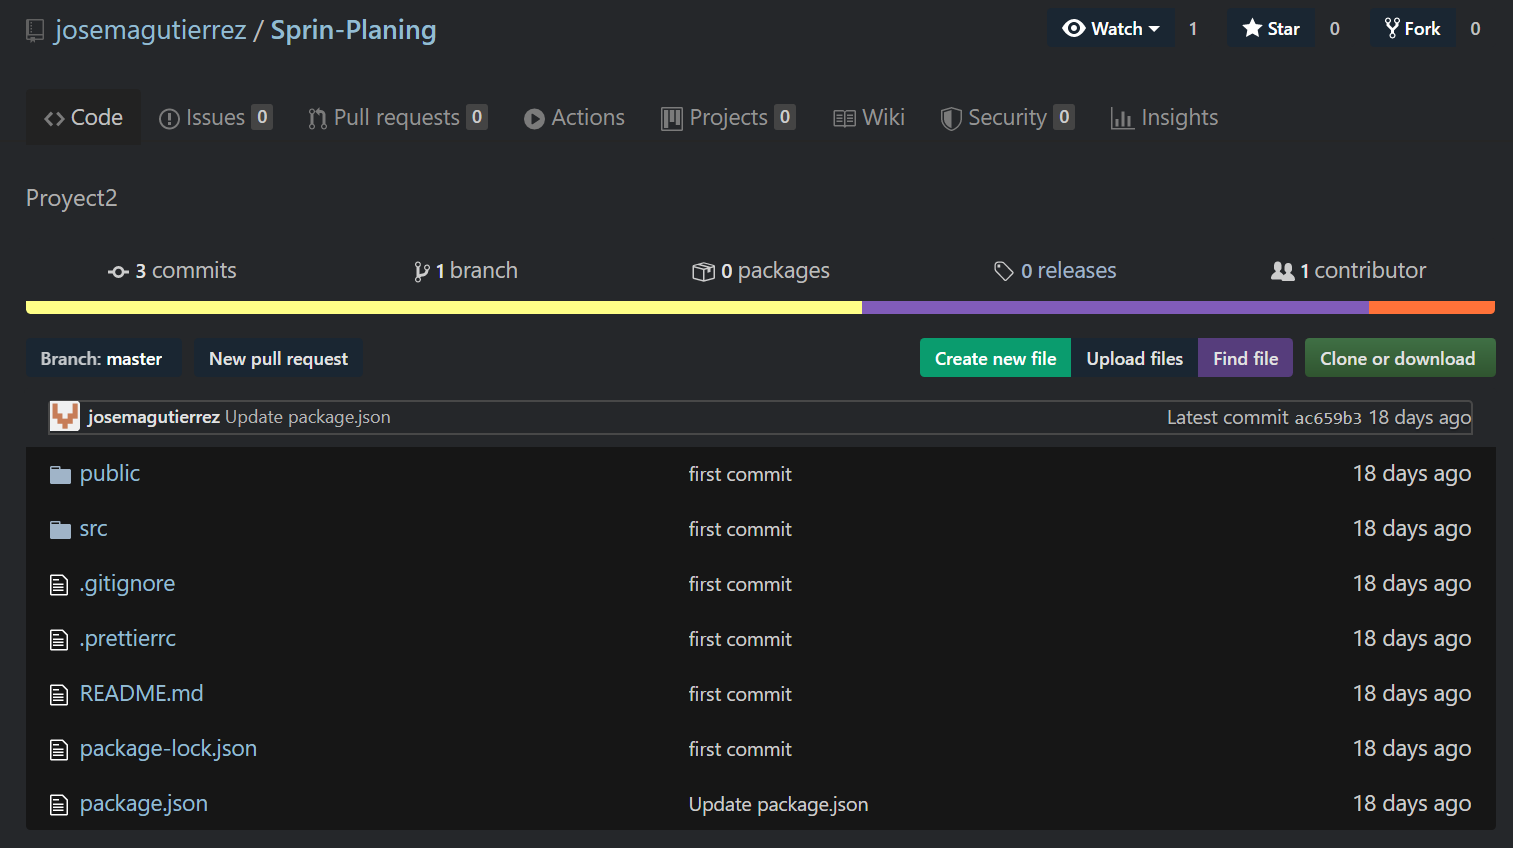 josemagutierrez / Sprin-Planing
Watch 1 Star 0 Fork 0
Code Issues 0 Pull requests 0 Actions Projects 0 Wiki Security 0 Insights
Proyect2
3 commits 1 branch 0 packages 0 releases 1 contributor
Branch: master New pull request Create new file Upload files Find file Clone or download
josemagutierrez Update package.json Latest commit ac659b3 18 days ago
public first commit 18 days ago
src first commit 18 days ago
.gitignore first commit 18 days ago
.prettierrc first commit 18 days ago
README.md first commit 18 days ago
package-lock.json first commit 18 days ago
package.json Update package.json 18 days ago